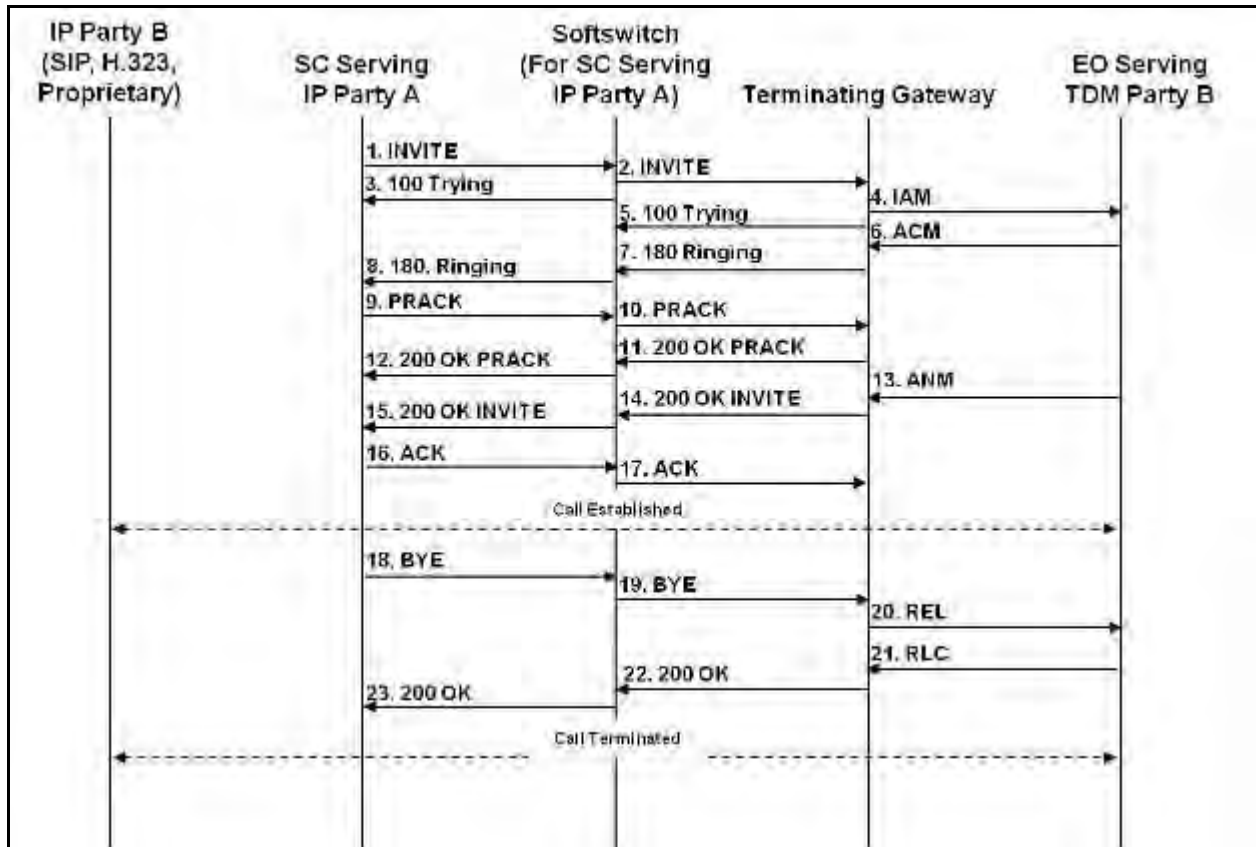 IP Party B
(SIP, H.323,
Proprietary)
SC Serving
IP Party A
Softswitch
(For SC Serving
IP Party A)
Terminating Gateway
EO Serving
TDM Party B
1. INVITE
2. INVITE
3. 100 Trying
4. IAM
5. 100 Trying
6. ACM
7. 180 Ringing
8. 180. Ringing
9. PRACK
10. PRACK
11. 200 OK PRACK
12. 200 OK PRACK
13. ANM
14. 200 OK INVITE
15. 200 OK INVITE
16. ACK
17. ACK
Call Established
18. BYE
19. BYE
20. REL
21. RLC
22. 200 OK
23. 200 OK
Call Terminated